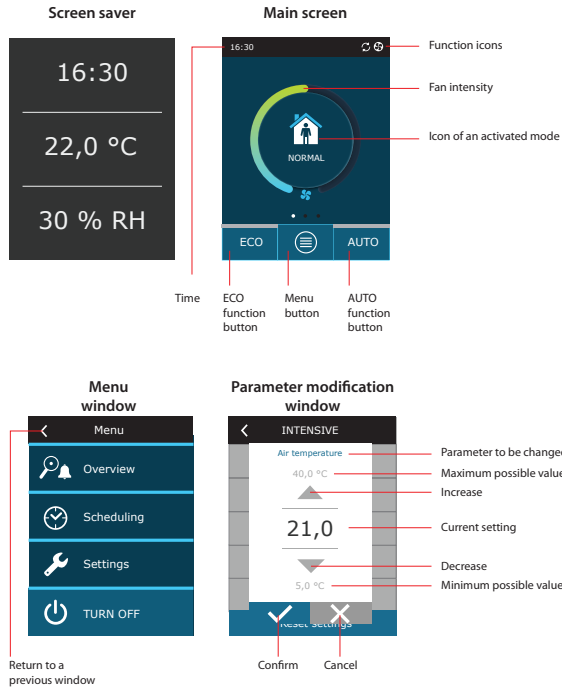 Screen saver
Main screen
16:30
22,0 °C
30 % RH
16:30
NORMAL
ECO
AUTO
Function icons
Fan intensity
Icon of an activated mode
Time
ECO
function
button
Menu
button
AUTO
function
button
Menu
window
Menu
Overview
Scheduling
Settings
TURN OFF
Return to a
previous window
Parameter modification
window
INTENSIVE
Air temperature
40,0 °C
21,0
5,0 °C
Reset settings
Parameter to be changed
Maximum possible value
Increase
Current setting
Decrease
Minimum possible value
Confirm
Cancel